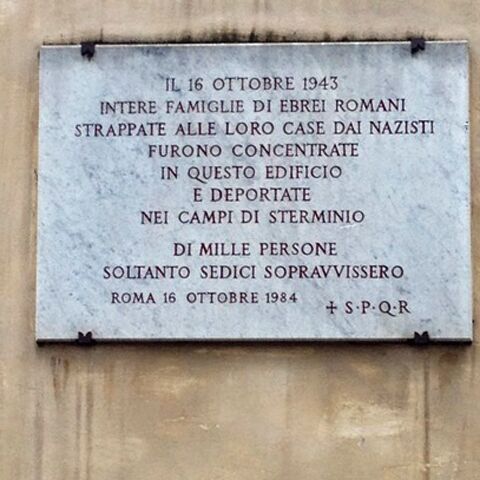 IL 16 OTTOBRE 1943
INTERE FAMIGLIE DI EBREI ROMANI
STRAPPATE ALLE LORO CASE DAI NAZISTI
FURONO CONCENTRATE
IN QUESTO EDIFICIO
E DEPORTATE
NEI CAMPI DI STERMINIO
DI MILLE PERSONE
SOLTANTO SEDICI SOPRAVVISSERO
ROMA 16 OTTOBRE 1984 + S·P·Q·R